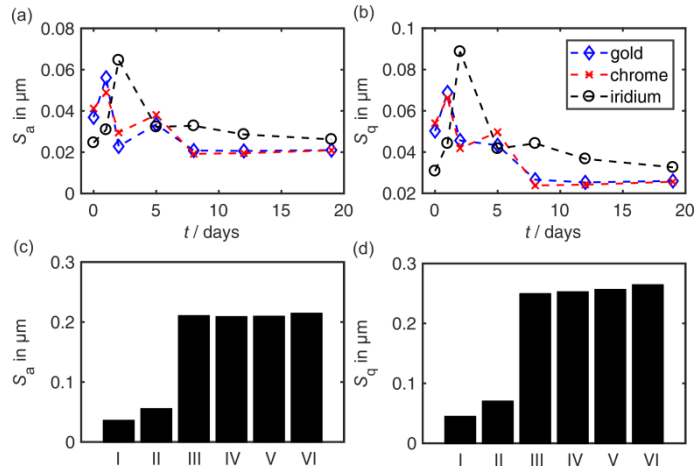 (a)
0.08
0.06
0.04
0.02
0
Sa in µm
0 5 10 15 20
t / days
(b)
0.1
0.08
0.06
0.04
0.02
Sq in µm
gold
chrome
iridium
0 5 10 15 20
t / days
(c)
0.3
0.2
0.1
0
Sa in µm
I II III IV V VI
(d)
0.3
0.2
0.1
0
Sq in µm
I II III IV V VI